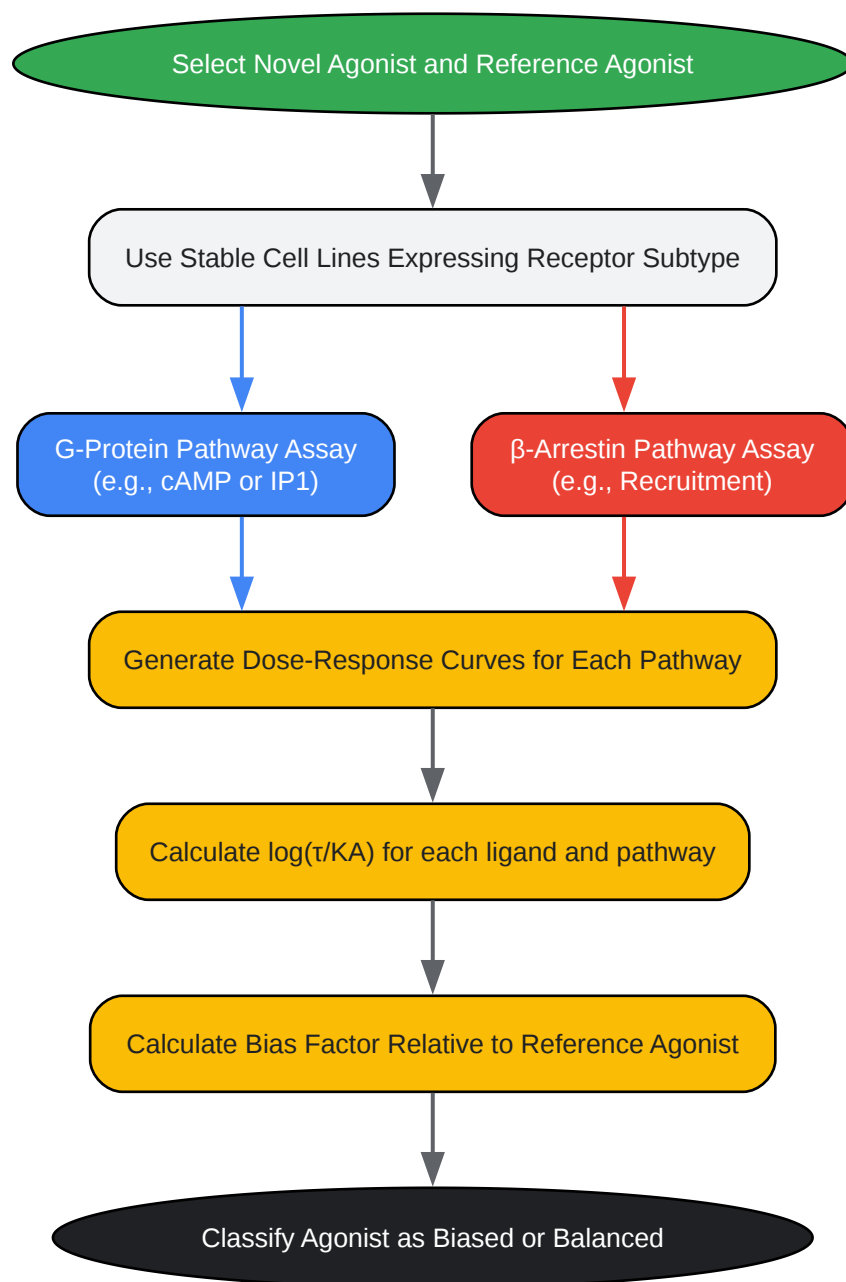 Select Novel Agonist and Reference Agonist
Use Stable Cell Lines Expressing Receptor Subtype
G-Protein Pathway Assay
(e.g., cAMP or IP1)
β-Arrestin Pathway Assay
(e.g., Recruitment)
Generate Dose-Response Curves for Each Pathway
Calculate log(τ/KA) for each ligand and pathway
Calculate Bias Factor Relative to Reference Agonist
Classify Agonist as Biased or Balanced